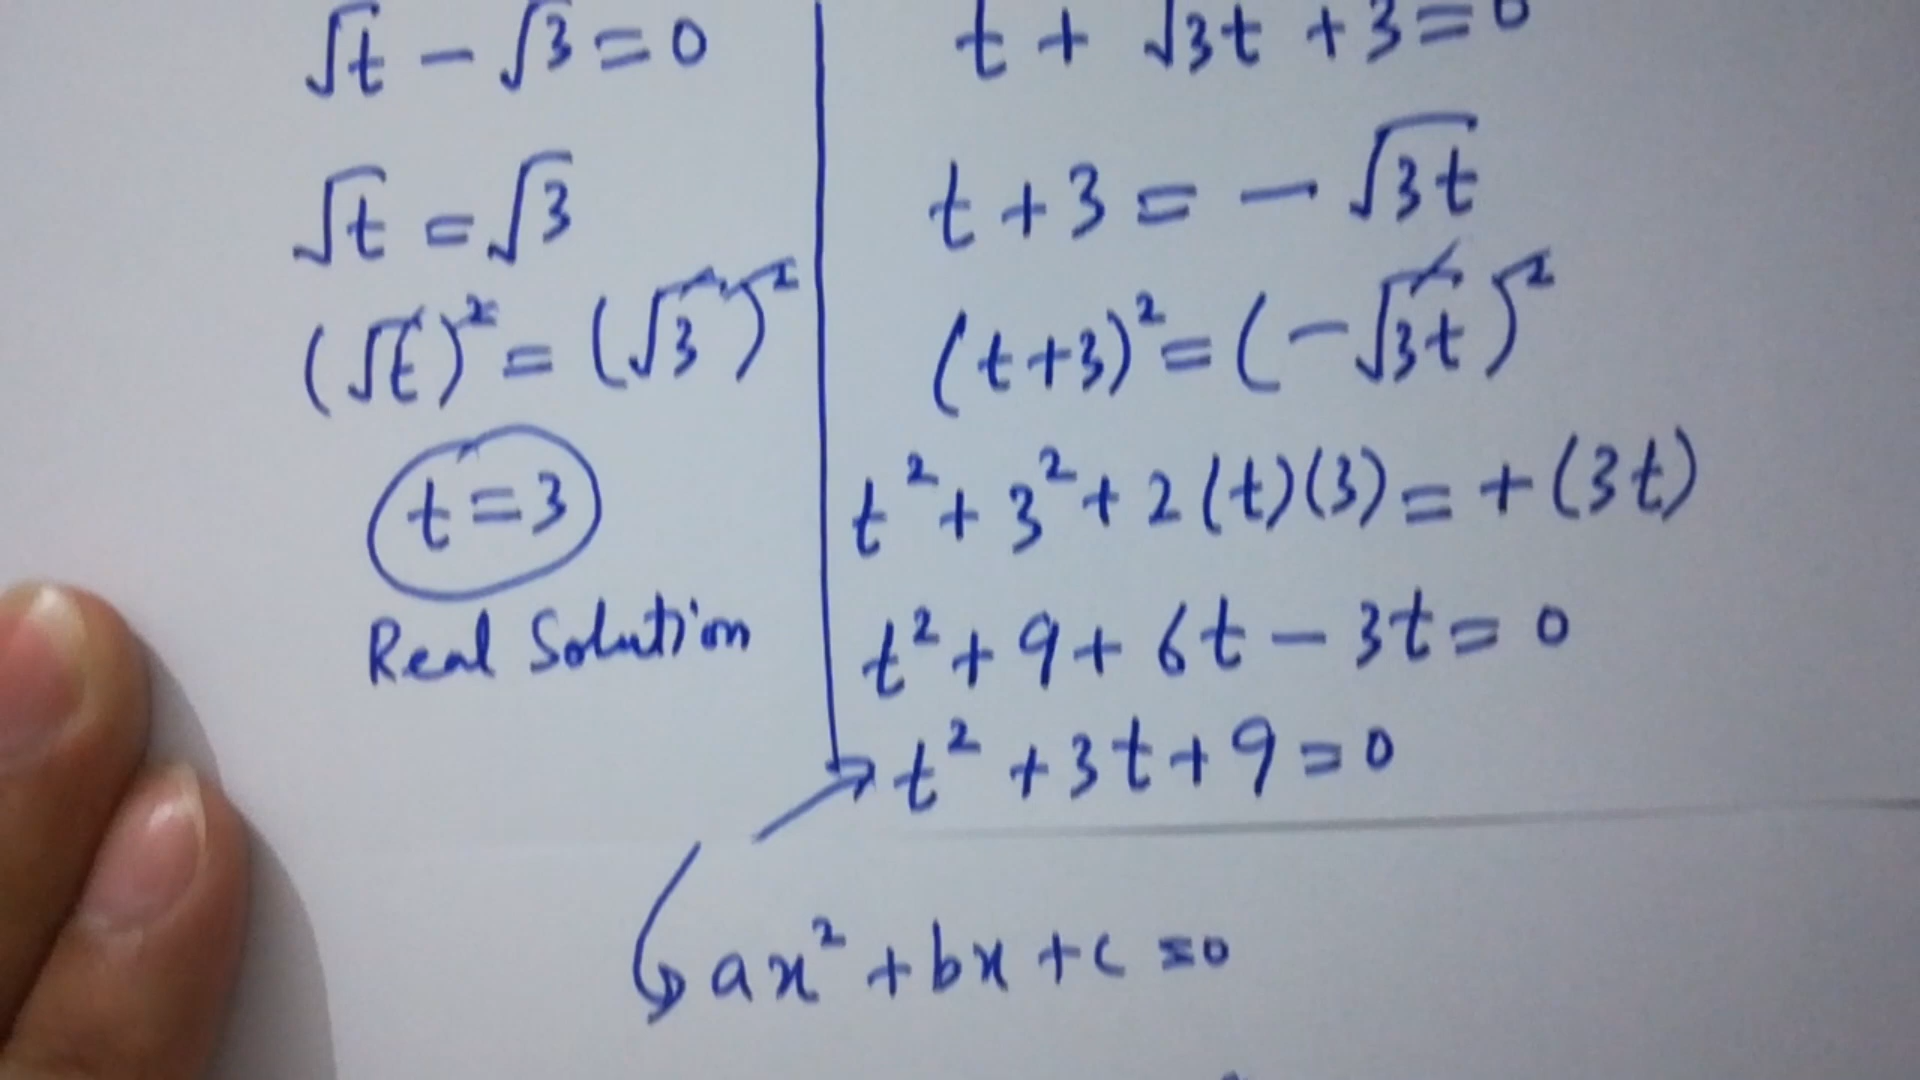 √t - √3 = 0
√t = √3
(√t)² = (√3)²
t = 3
Real Solution
t + √3t + 3 = 0
t + 3 = - √3t
(t+3)² = (-√3t)²
t² + 3² + 2(t)(3) = +(3t)
t² + 9 + 6t - 3t = 0
t² + 3t + 9 = 0
ax² + bx + c = 0